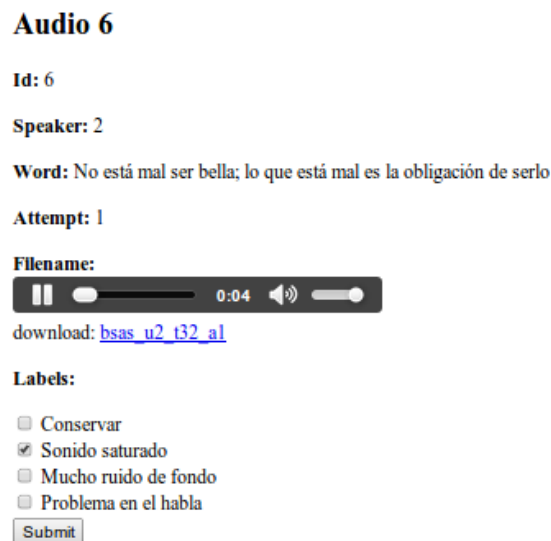 Audio 6
Id: 6
Speaker: 2
Word: No está mal ser bella; lo que está mal es la obligación de serlo
Attempt: 1
Filename:
0:04
download: bsas_u2_t32_a1
Labels:
Conservar
Sonido saturado
Mucho ruido de fondo
Problema en el habla
Submit